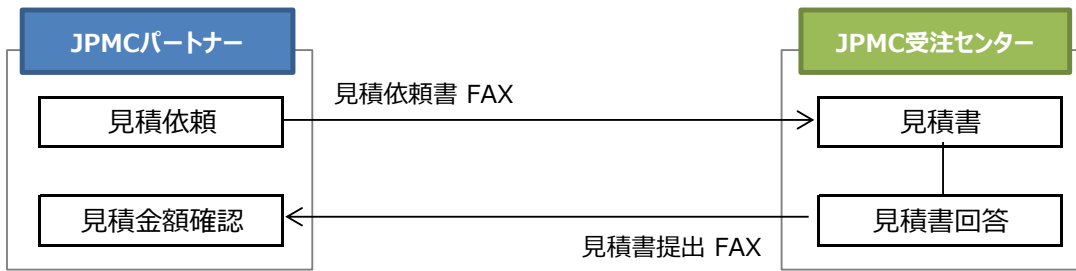 JPMCパートナー
JPMC受注センター
見積依頼書 FAX
見積依頼
見積書
見積金額確認
見積書回答
見積書提出 FAX